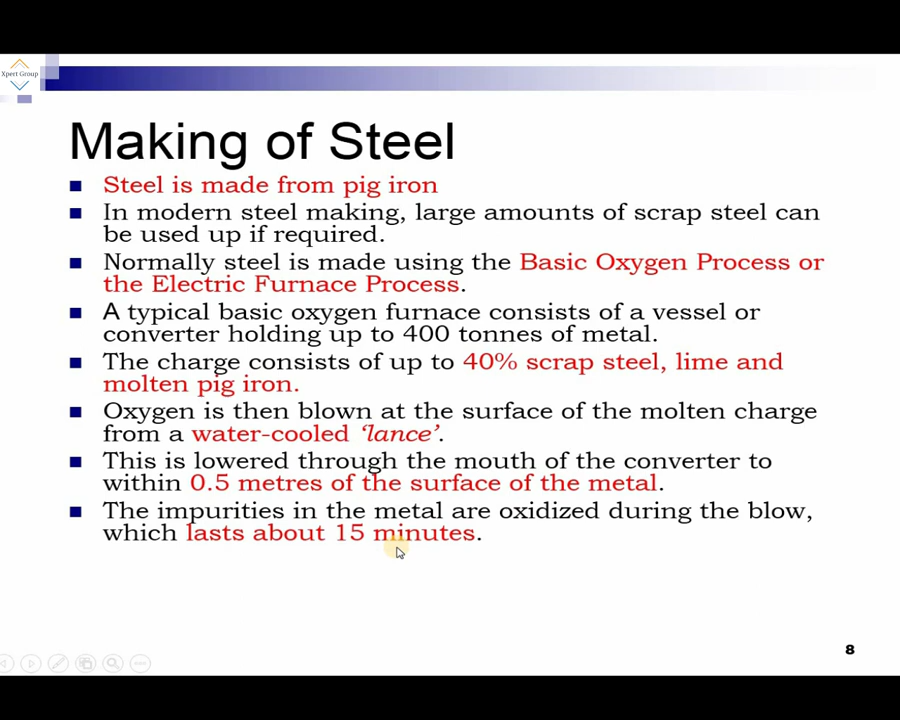 Xpert Group
Making of Steel
Steel is made from pig iron
In modern steel making, large amounts of scrap steel can
be used up if required.
Normally steel is made using the Basic Oxygen Process or
the Electric Furnace Process.
A typical basic oxygen furnace consists of a vessel or
converter holding up to 400 tonnes of metal.
The charge consists of up to 40% scrap steel, lime and
molten pig iron.
Oxygen is then blown at the surface of the molten charge
from a water-cooled ‘lance’.
This is lowered through the mouth of the converter to
within 0.5 metres of the surface of the metal.
The impurities in the metal are oxidized during the blow,
which lasts about 15 minutes.
8